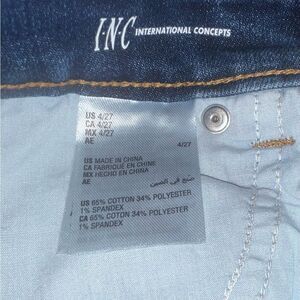 I·N·C INTERNATIONAL CONCEPTS
US 4/27
CA 4/27
MX 4/27
AE 4/27
US MADE IN CHINA
CA FABRIQUÉ EN CHINE
MX HECHO EN CHINA
AE صنع في الصين
US 65% COTTON 34% POLYESTER
1% SPANDEX
CA 65% COTON 34% POLYESTER
1% SPANDEX